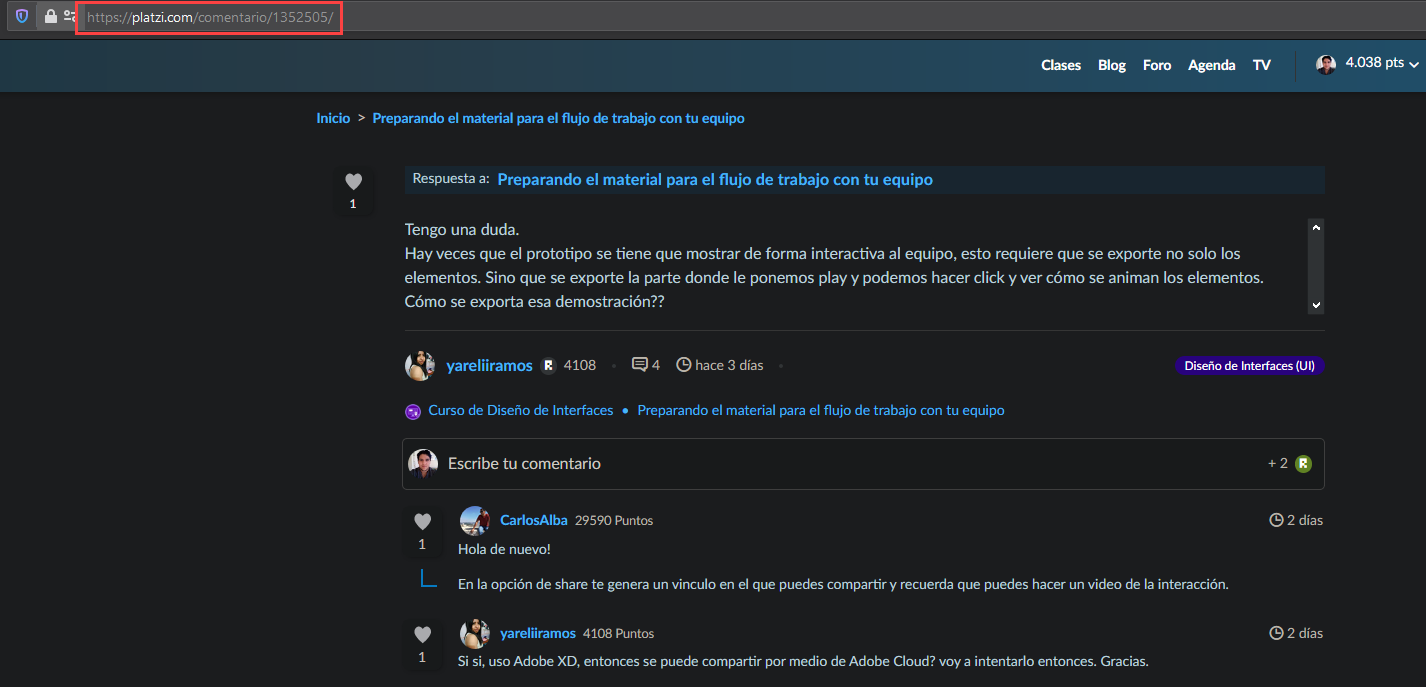 https://platzi.com/comentario/1352505/
Clases Blog Foro Agenda TV 4.038 pts
Inicio > Preparando el material para el flujo de trabajo con tu equipo
1
Respuesta a: Preparando el material para el flujo de trabajo con tu equipo
Tengo una duda.
Hay veces que el prototipo se tiene que mostrar de forma interactiva al equipo, esto requiere que se exporte no solo los
elementos. Sino que se exporte la parte donde le ponemos play y podemos hacer click y ver cómo se animan los elementos.
Cómo se exporta esa demostración??
yareliiramos R 4108 • 4 hace 3 días •
Diseño de Interfaces (UI)
Curso de Diseño de Interfaces • Preparando el material para el flujo de trabajo con tu equipo
Escribe tu comentario + 2 R
1
CarlosAlba 29590 Puntos 2 días
Hola de nuevo!
En la opción de share te genera un vinculo en el que puedes compartir y recuerda que puedes hacer un video de la interacción.
1
yareliiramos 4108 Puntos 2 días
Si si, uso Adobe XD, entonces se puede compartir por medio de Adobe Cloud? voy a intentarlo entonces. Gracias.